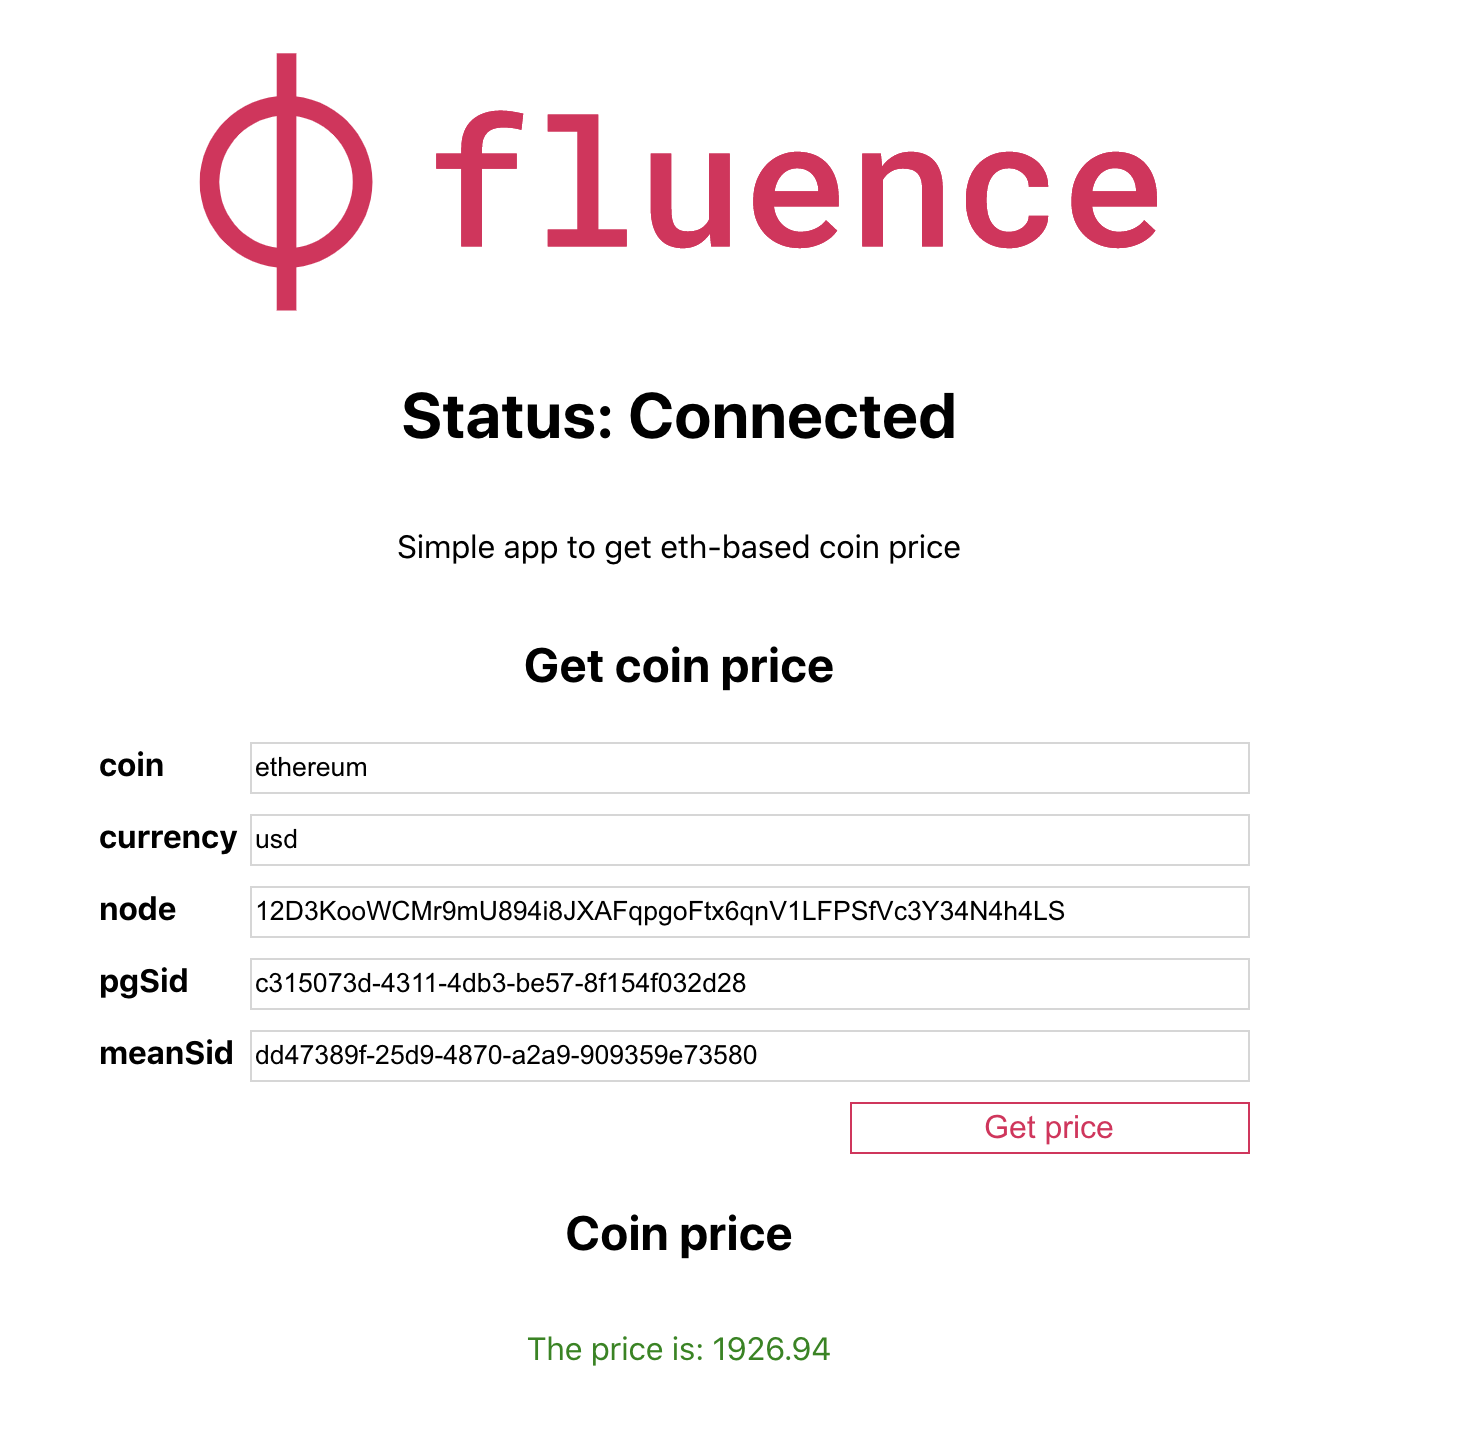 fluence
Status: Connected
Simple app to get eth-based coin price
Get coin price
coin ethereum
currency usd
node 12D3KooWCMr9mU894i8JXAFqpgoFtx6qnV1LFPSfVc3Y34N4h4LS
pgSid c315073d-4311-4db3-be57-8f154f032d28
meanSid dd47389f-25d9-4870-a2a9-909359e73580
Get price
Coin price
The price is: 1926.94